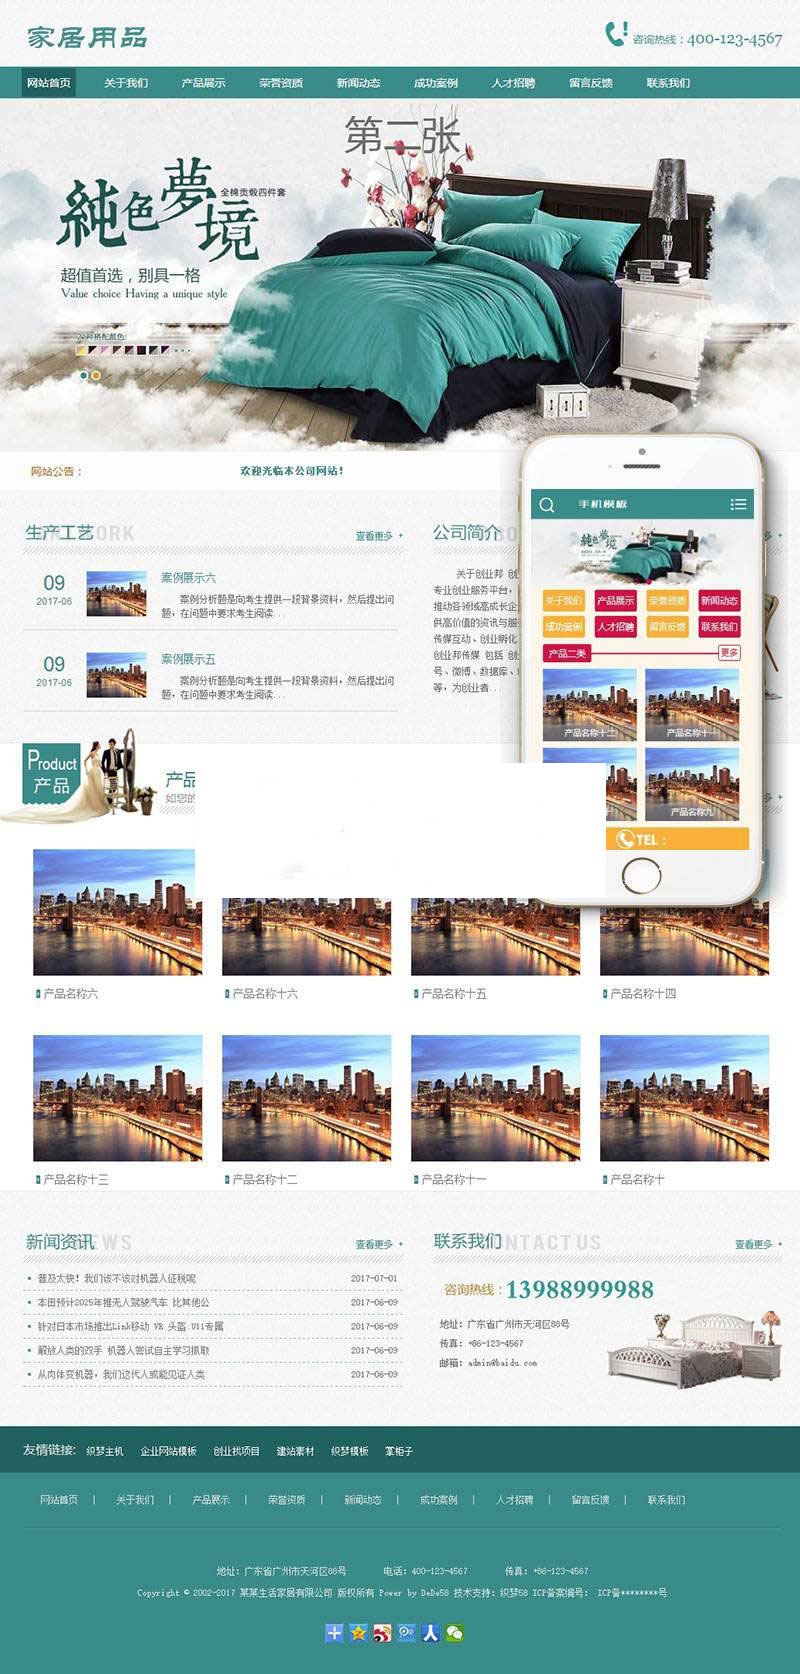 家居用品
咨询热线：400-123-4567
网站首页 关于我们 产品展示 荣誉资质 新闻动态 成功案例 人才招聘 留言反馈 联系我们
第二张
純色夢境
全棉贡缎四件套
超值首选，别具一格
Value choice Having a unique style
网站公告：
欢迎光临本公司网站！
生产工艺
查看更多 +
09
2017-06
案例展示六
案例分析题是向考生提供一段背景资料，然后提出问
题，在问题中要求考生阅读...
09
2017-06
案例展示五
案例分析题是向考生提供一段背景资料，然后提出问
题，在问题中要求考生阅读...
公司简介
关于创业邦 创
专业创业服务平台，
推动各领域高成长企
供高价值的资讯与服
传媒互动、创业孵化
创业邦传媒 包括 创
号、微博、数据库、
等，为创业者...
手机模板
純色夢境
关于我们 产品展示 荣誉资质 新闻动态
成功案例 人才招聘 留言反馈 联系我们
产品二类
更多
产品名称十二
产品名称十一
产品名称九
TEL：
Product
产品
产品
如您的
产品名称六
产品名称十六
产品名称十五
产品名称十四
产品名称十三
产品名称十二
产品名称十一
产品名称十
新闻资讯
NEWS
查看更多 +
普及太快！我们该不该对机器人征税呢 2017-07-01
本田预计2025年推无人驾驶汽车 比其他公 2017-06-09
针对日本市场推出Link移动 VR 头盔:U11专属 2017-06-09
解放人类的双手 机器人尝试自主学习抓取 2017-06-09
从肉体变机器，我们这代人或能见证人类 2017-06-09
联系我们
CONTACT US
查看更多 +
咨询热线：13988999988
地址：广东省广州市天河区88号
传真：+86-123-4567
邮箱：admin@baidu.com
友情链接: 织梦主机 企业网站模板 创业找项目 建站素材 织梦模板 掌柜子
网站首页 | 关于我们 | 产品展示 | 荣誉资质 | 新闻动态 | 成功案例 | 人才招聘 | 留言反馈 | 联系我们
地址：广东省广州市天河区88号 电话：400-123-4567 传真：+86-123-4567
Copyright © 2002-2017 某某生活家居有限公司 版权所有 Power by DeDe58 技术支持：织梦58 ICP备案编号： ICP备********号